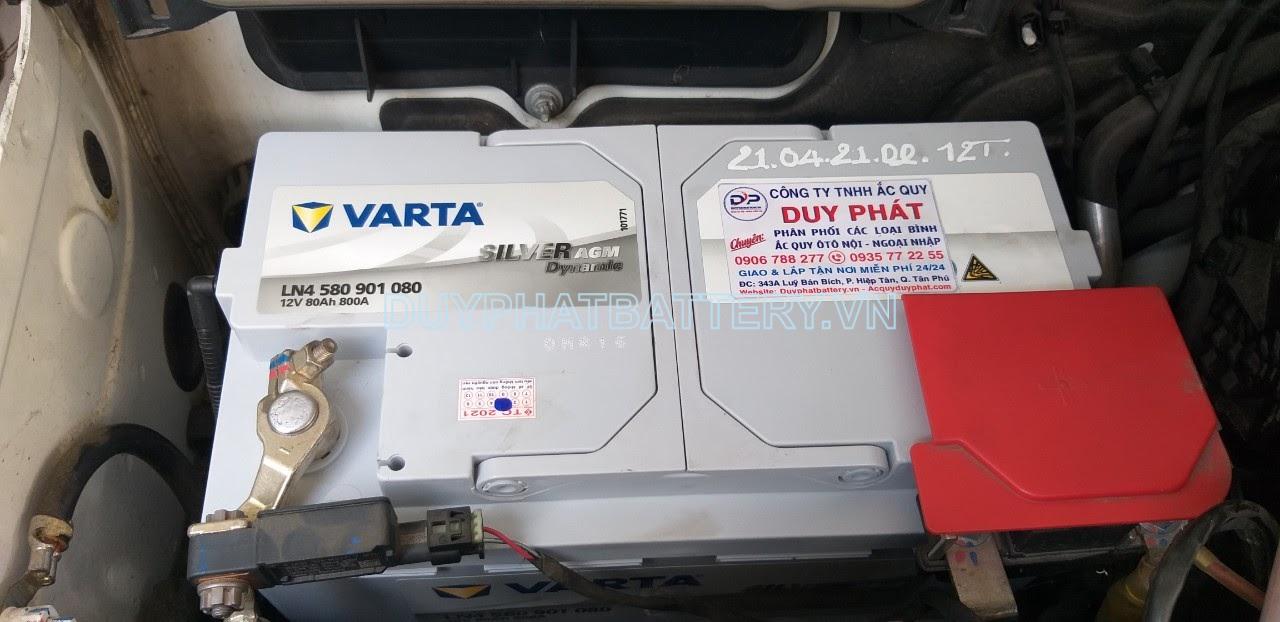 21.04.21.DQ.12T.
VARTA
101771
SILVER AGM
Dynamic
LN4 580 901 080
12V 80Ah 800A
DP
CÔNG TY TNHH ẮC QUY
DUY PHÁT
PHÂN PHỐI CÁC LOẠI BÌNH
Chuyên:
ẮC QUY ÔTÔ NỘI - NGOẠI NHẬP
0906 788 277 0935 77 22 55
GIAO & LẮP TẬN NƠI MIỄN PHÍ 24/24
ĐC: 343A Luỹ Bán Bích, P. Hiệp Tân, Q. Tân Phú
Website: Duyphatbattery.vn - Acquyduyphat.com
DUYPHATBATTERY.VN
TC 2021
VARTA
LN4 580 901 080